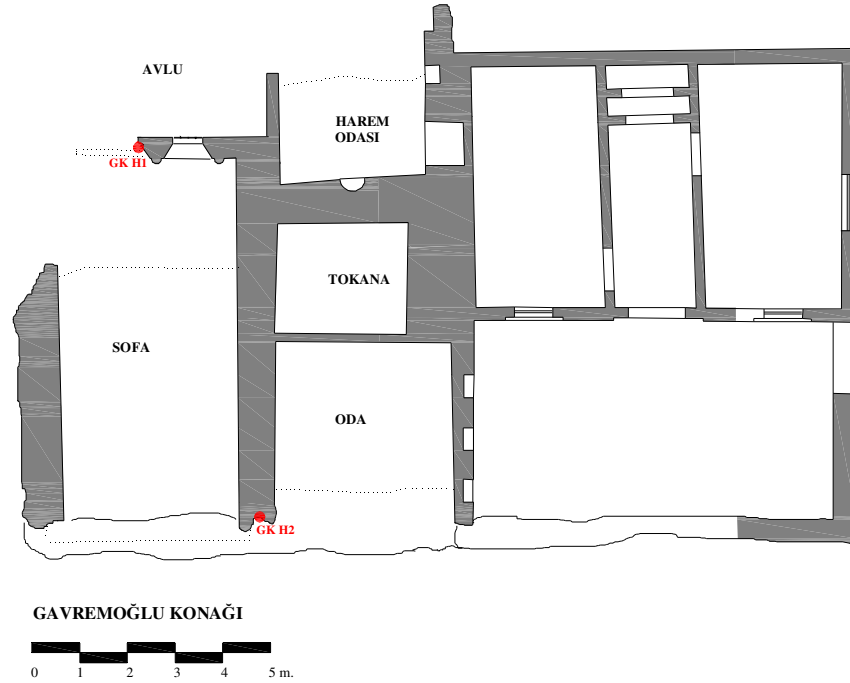 AVLU
HAREM
ODASI
GK H1
TOKANA
SOFA
ODA
GK H2
GAVREMOĞLU KONAĞI
0 1 2 3 4 5 m.